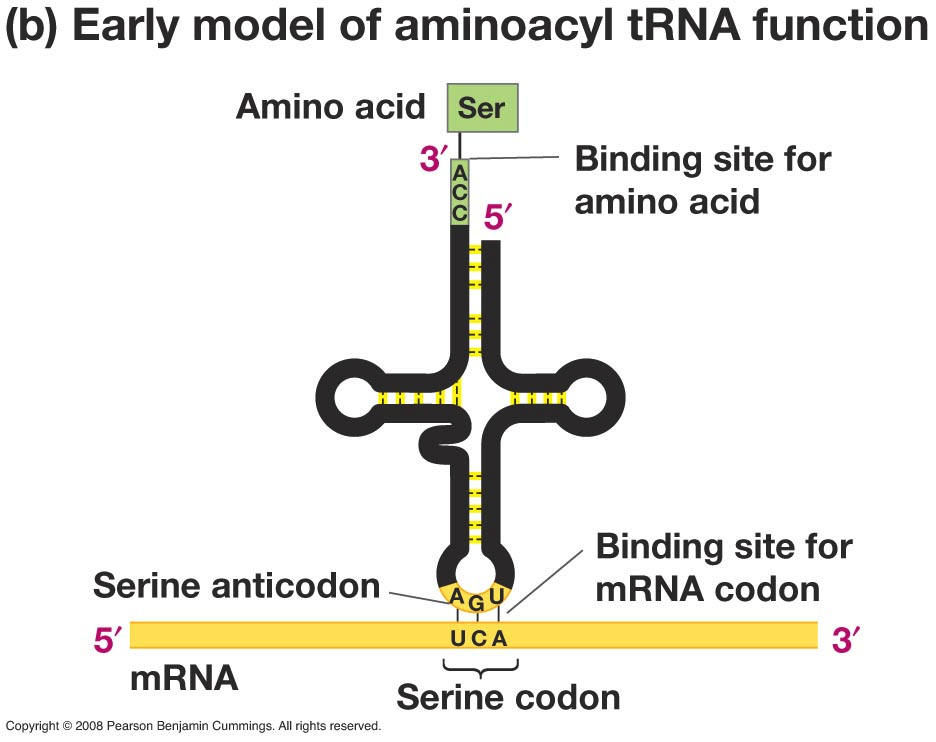 (b) Early model of aminoacyl tRNA function
Amino acid
Ser
3′
Binding site for
amino acid
A
C
C
5′
Binding site for
mRNA codon
Serine anticodon
A G U
5′
U C A
3′
mRNA
Serine codon
Copyright © 2008 Pearson Benjamin Cummings. All rights reserved.